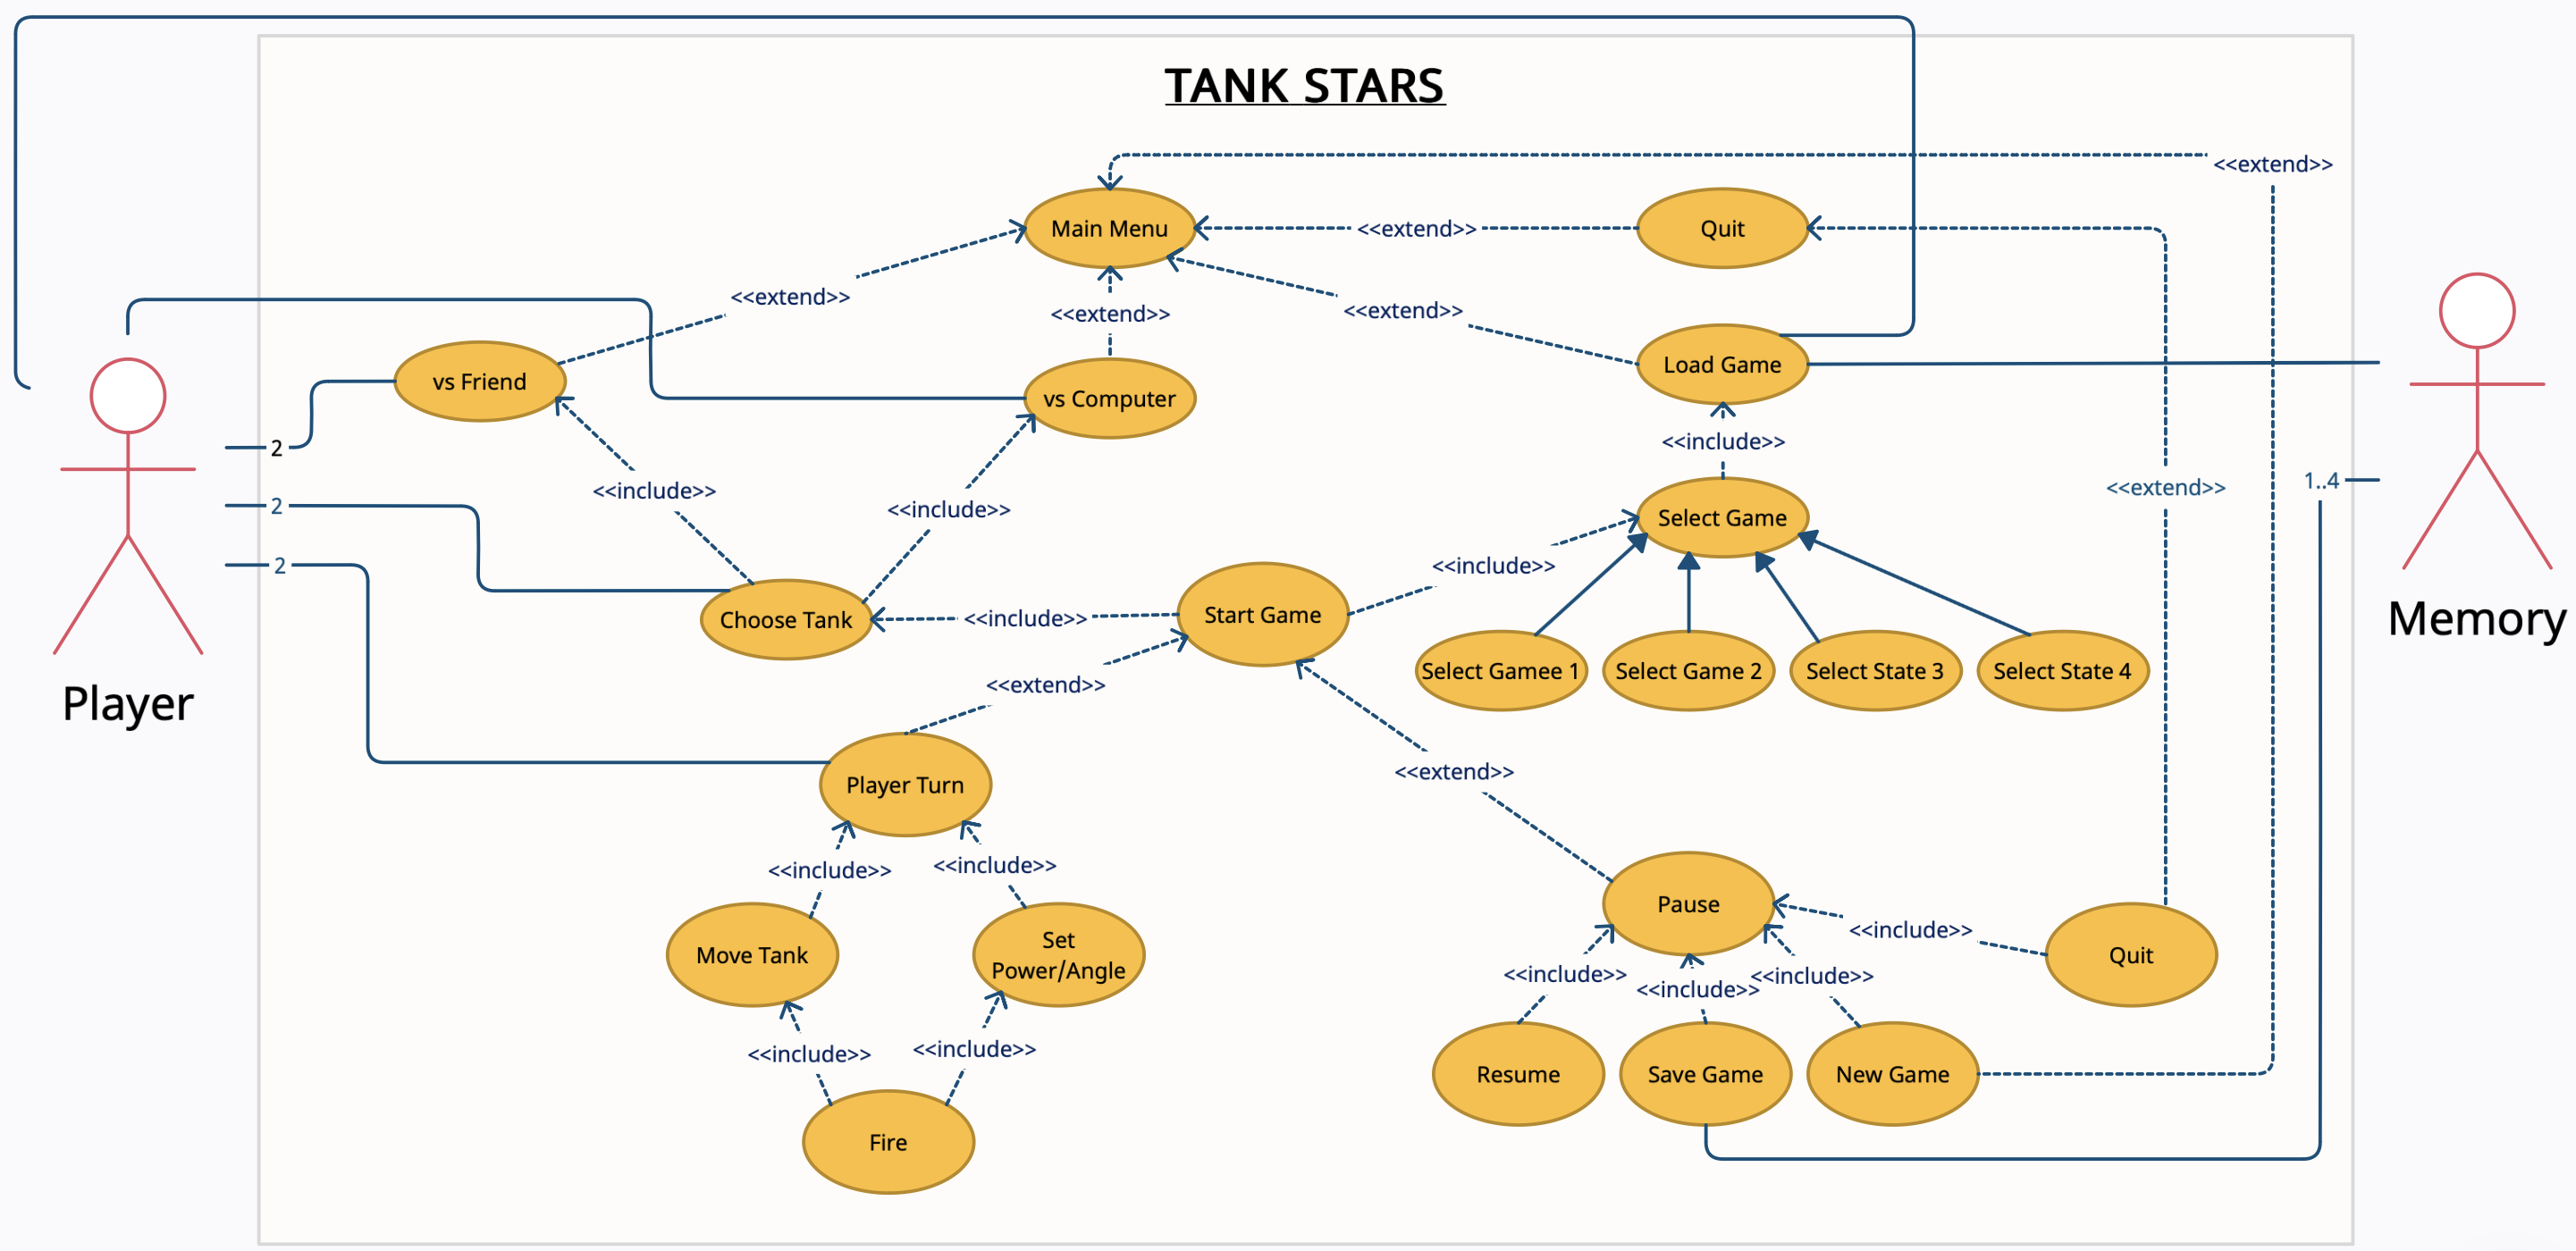 TANK STARS
<<extend>>
Main Menu
<<extend>>
Quit
<<extend>>
<<extend>>
<<extend>>
vs Friend
vs Computer
Load Game
2
<<include>>
<<include>>
<<include>>
<<extend>>
1..4
2
Select Game
2
<<include>>
Choose Tank
<<include>>
Start Game
Memory
Player
Select Gamee 1
Select Game 2
Select State 3
Select State 4
<<extend>>
<<extend>>
Player Turn
<<include>>
<<include>>
Pause
<<include>>
Move Tank
Set
Power/Angle
Quit
<<include>>
<<include>>
<<include>>
<<include>>
<<include>>
Resume
Save Game
New Game
Fire